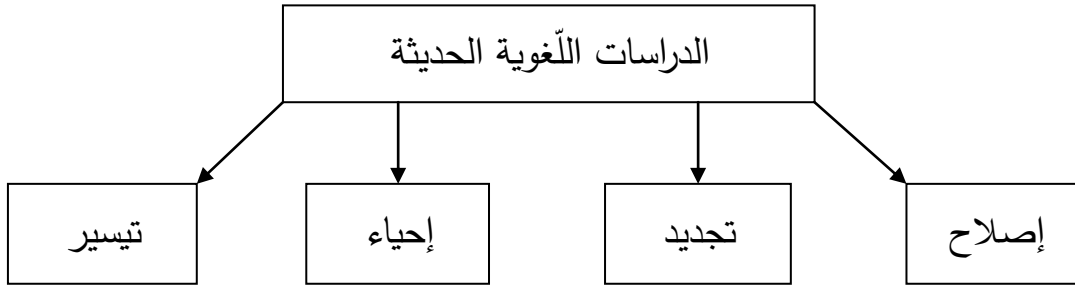 الدراسات اللّغوية الحديثة
إصلاح
تجديد
إحياء
تيسير